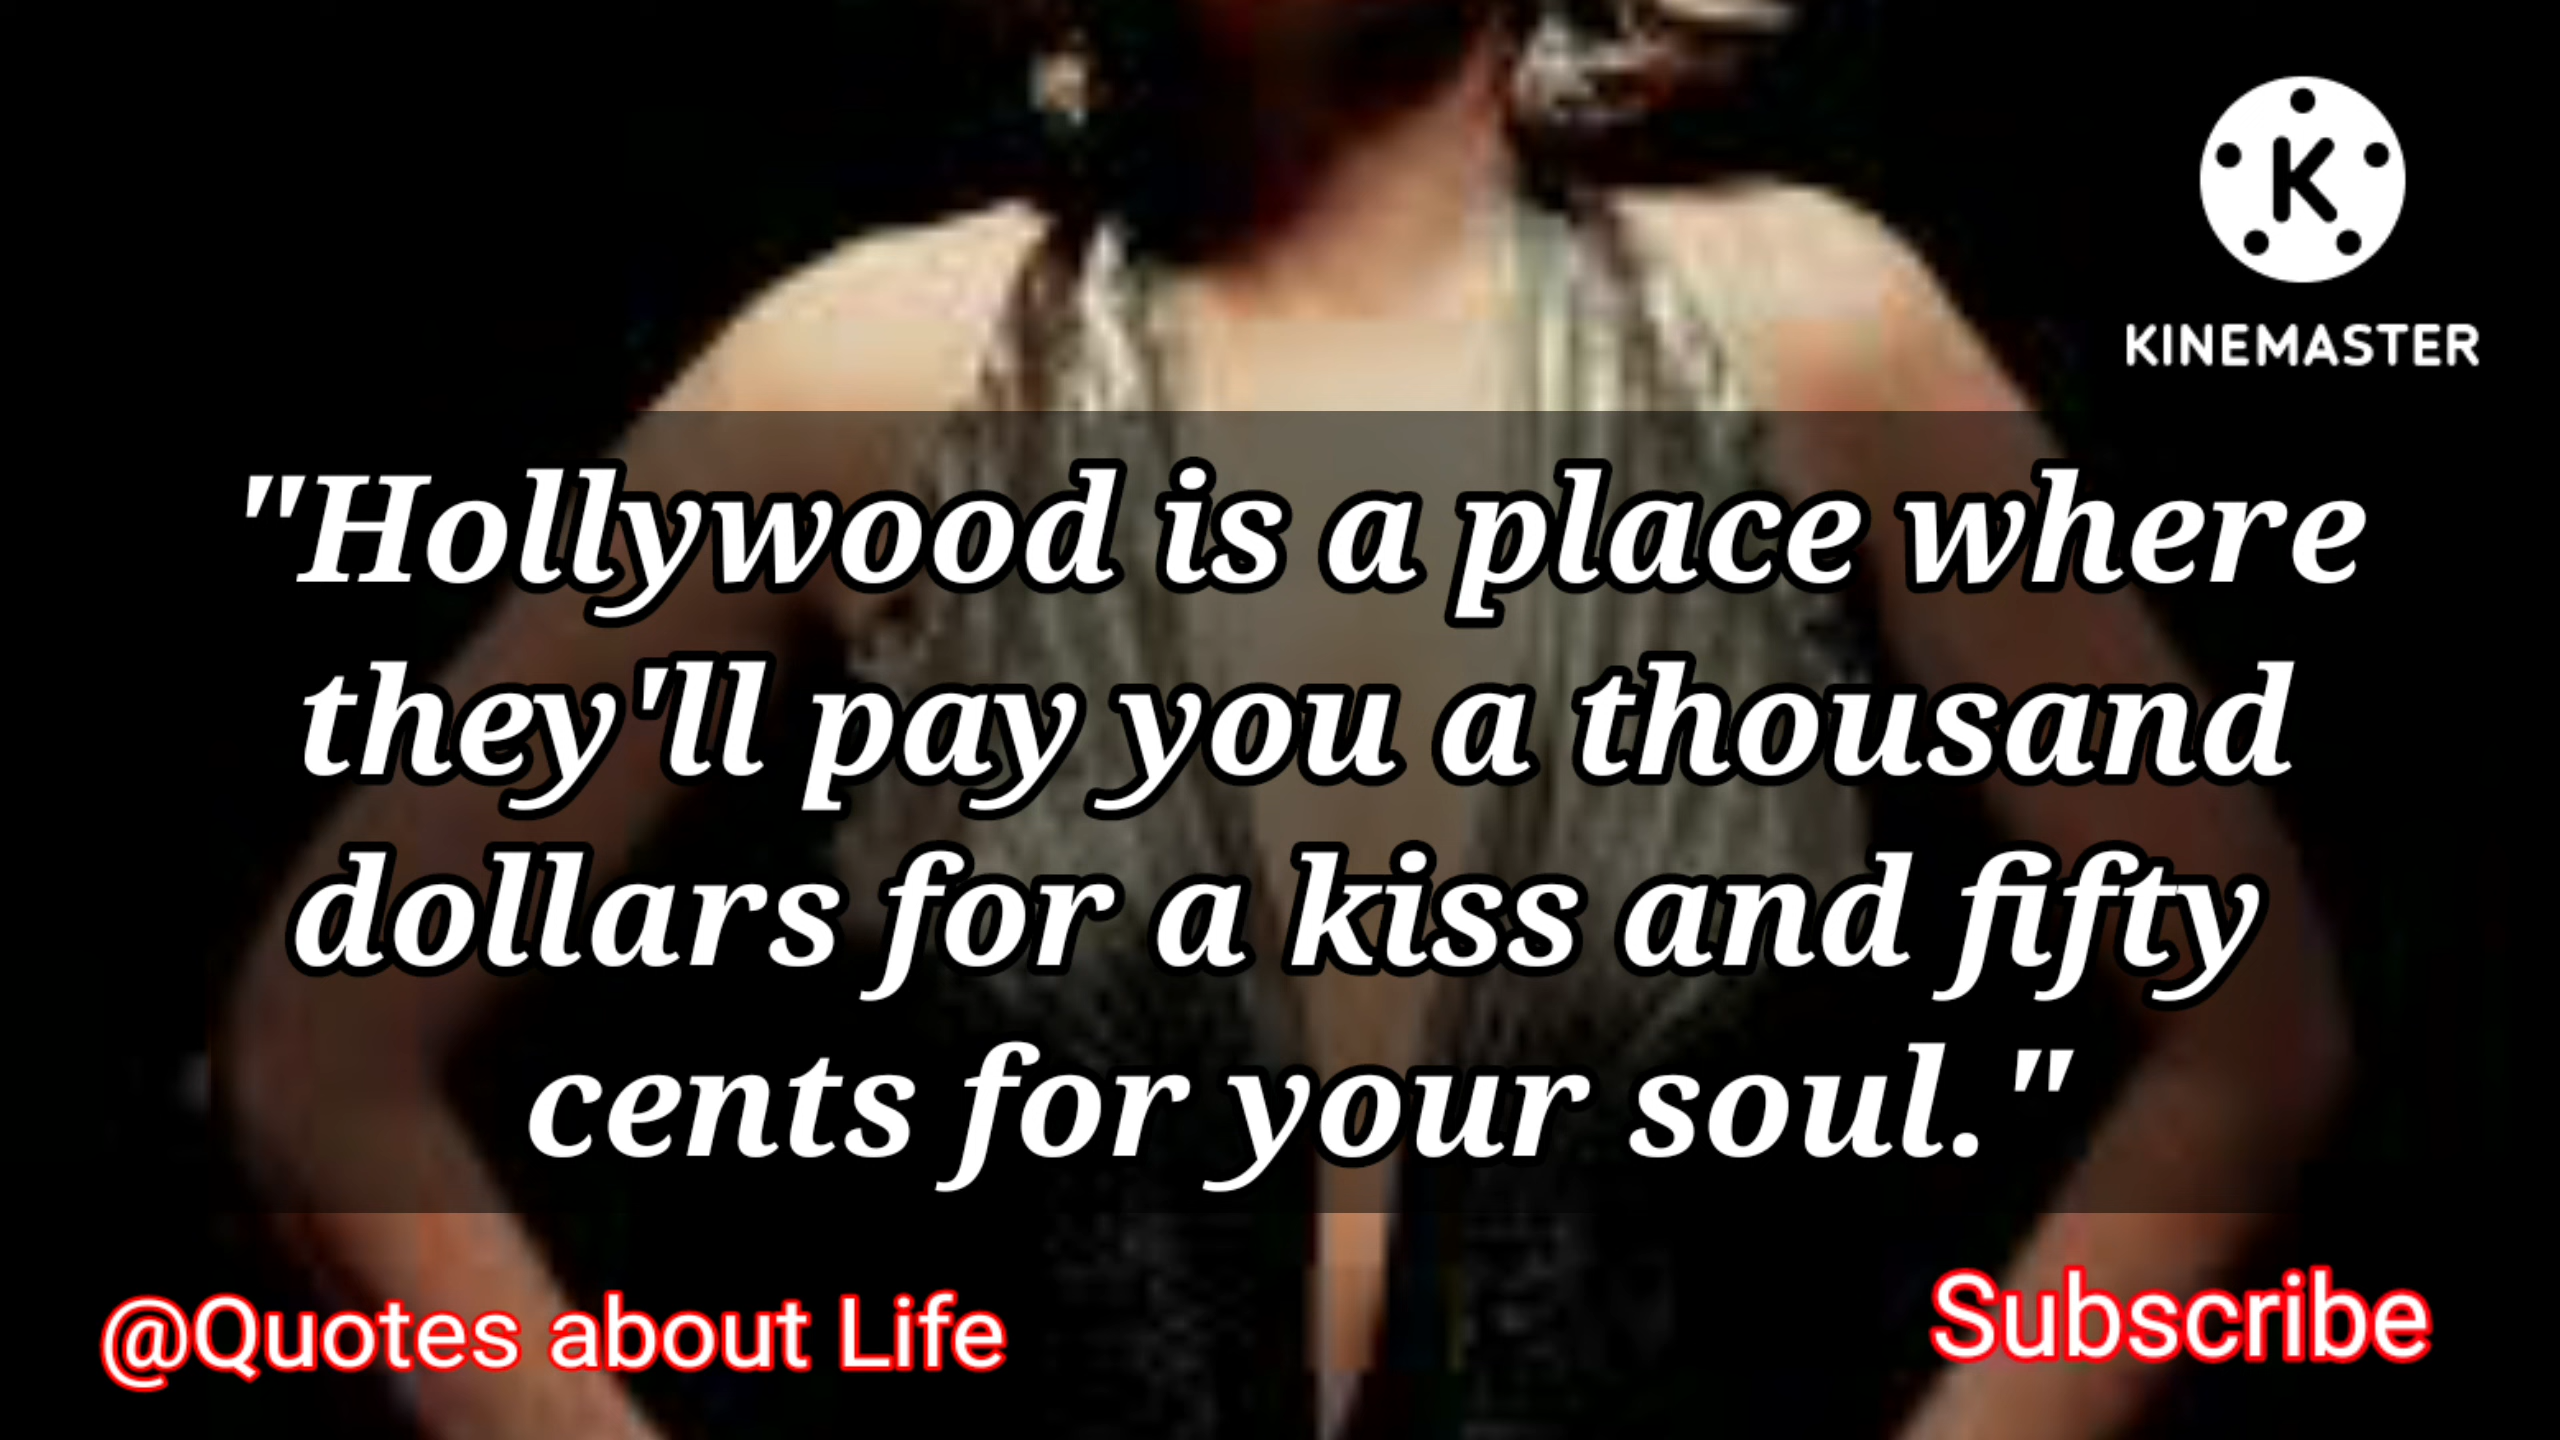 K
KINEMASTER
"Hollywood is a place where
they'll pay you a thousand
dollars for a kiss and fifty
cents for your soul."
@Quotes about Life
Subscribe